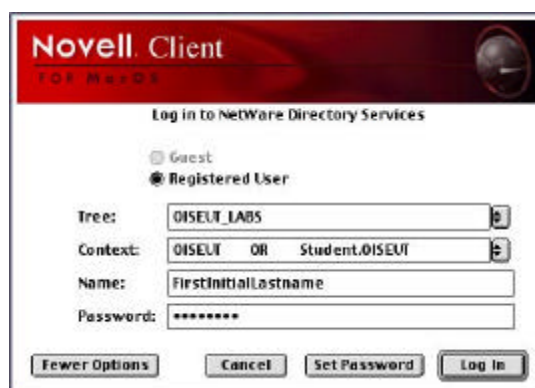 Novell. Client
FOR MacOS
Log in to NetWare Directory Services
Guest
Registered User
Tree: OISEUT_LABS
Context: OISEUT OR Student.OISEUT
Name: FirstInitialLastname
Password: ••••••••
Fewer Options Cancel Set Password Log In